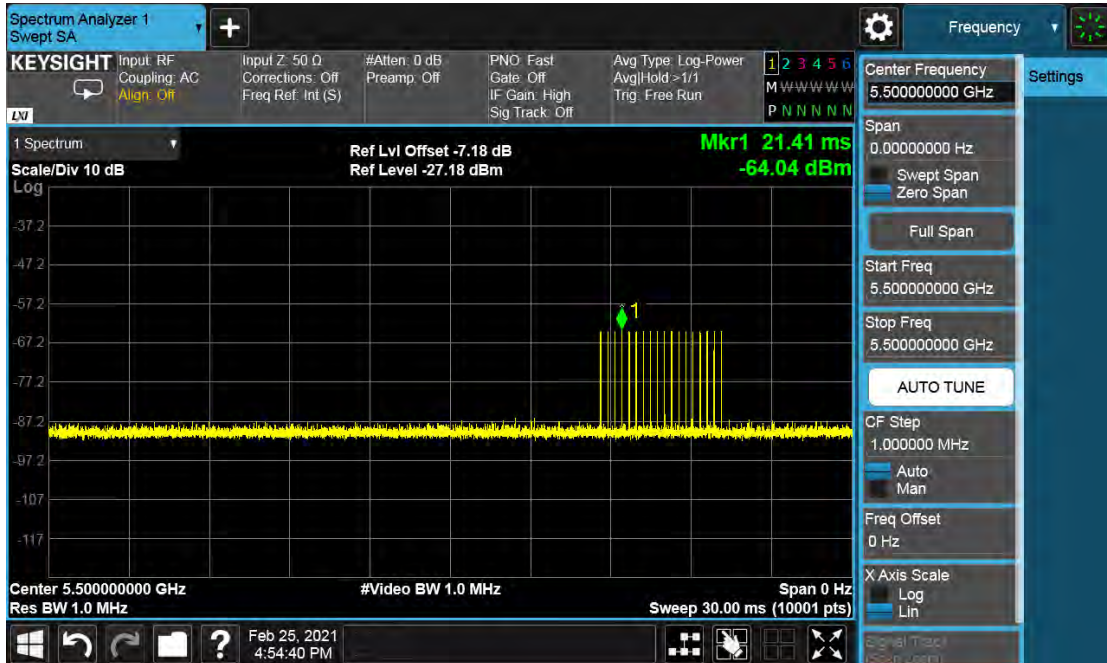 Spectrum Analyzer 1
Swept SA
+
Frequency
KEYSIGHT
Input: RF
Coupling: AC
Align: Off
Input Z: 50 Ω
Corrections: Off
Freq Ref: Int (S)
#Atten: 0 dB
Preamp: Off
PNO: Fast
Gate: Off
IF Gain: High
Sig Track: Off
Avg Type: Log-Power
Avg|Hold >1/1
Trig: Free Run
1 2 3 4 5 6
M W W W W W
P N N N N N
LXI
1 Spectrum
Scale/Div 10 dB
Log
Ref Lvl Offset -7.18 dB
Ref Level -27.18 dBm
Mkr1 21.41 ms
-64.04 dBm
-37.2
-47.2
-57.2
-67.2
-77.2
-87.2
-97.2
-107
-117
1
Center 5.500000000 GHz
Res BW 1.0 MHz
#Video BW 1.0 MHz
Span 0 Hz
Sweep 30.00 ms (10001 pts)
Center Frequency
5.500000000 GHz
Settings
Span
0.00000000 Hz
Swept Span
Zero Span
Full Span
Start Freq
5.500000000 GHz
Stop Freq
5.500000000 GHz
AUTO TUNE
CF Step
1.000000 MHz
Auto
Man
Freq Offset
0 Hz
X Axis Scale
Log
Lin
Signal Track
?
Feb 25, 2021
4:54:40 PM